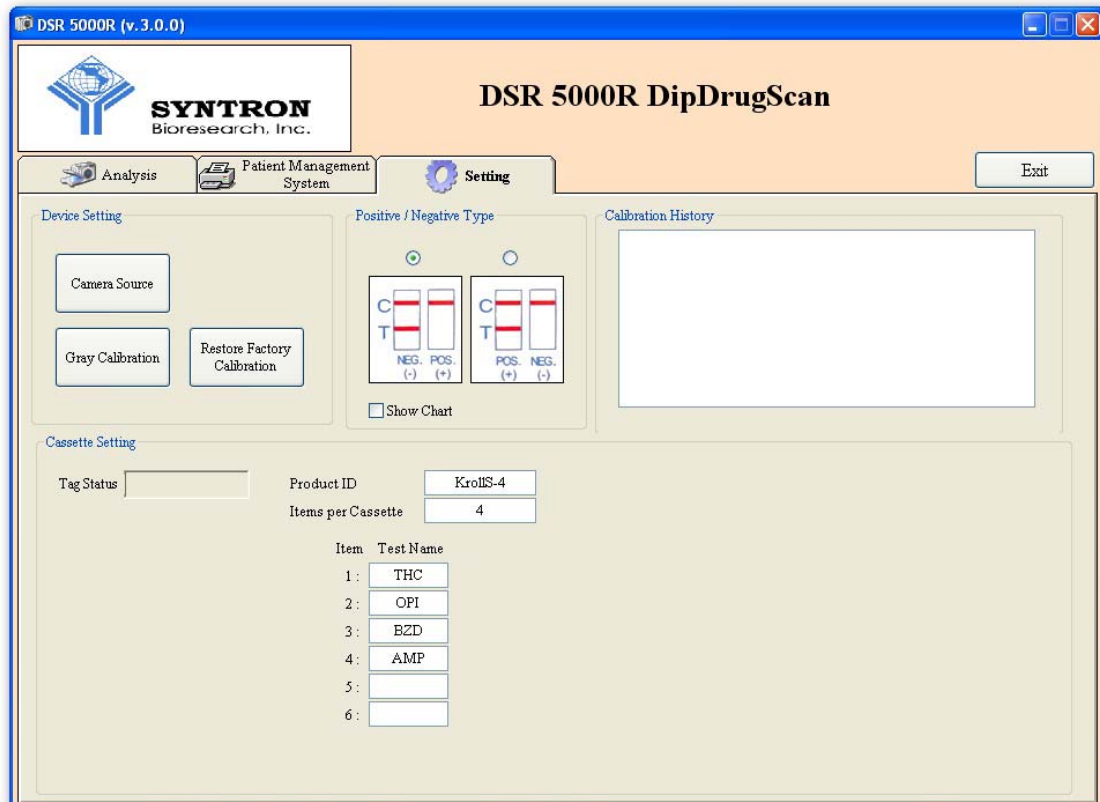 DSR 5000R (v. 3.0.0)
SYNTRON
Bioresearch, Inc.
DSR 5000R DipDrugScan
Analysis
Patient Management
System
Setting
Exit
Device Setting
Camera Source
Gray Calibration
Restore Factory
Calibration
Positive / Negative Type
C
T
NEG. POS.
(-) (+)
C
T
POS. NEG.
(+) (-)
Show Chart
Calibration History
Cassette Setting
Tag Status
Product ID KrollS-4
Items per Cassette 4
Item Test Name
1 : THC
2 : OPI
3 : BZD
4 : AMP
5 :
6 :